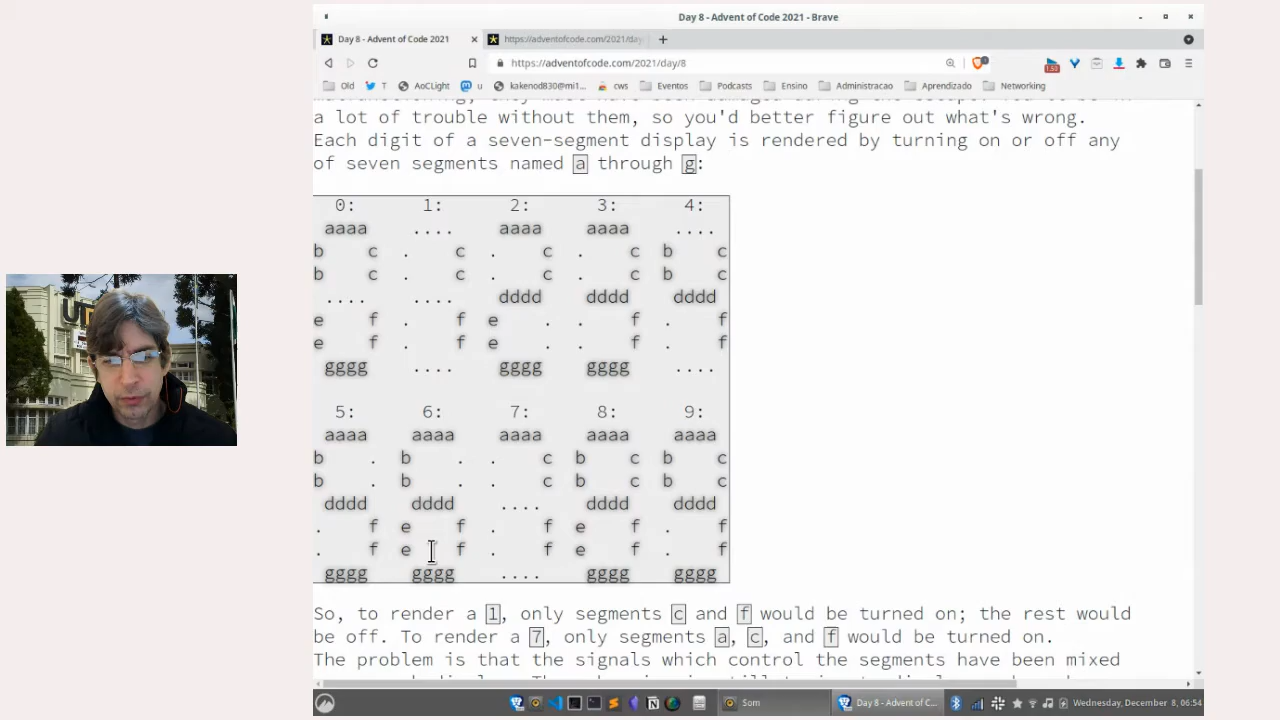 Day 8 - Advent of Code 2021 - Brave
Day 8 - Advent of Code 2021 https://adventofcode.com/2021/day
https://adventofcode.com/2021/day/8
Old T AoCLight u kakenod830@mi1... cws Eventos Podcasts Ensino Administracao Aprendizado Networking
a lot of trouble without them, so you'd better figure out what's wrong.
Each digit of a seven-segment display is rendered by turning on or off any
of seven segments named a through g:
0: 1: 2: 3: 4:
aaaa .... aaaa aaaa ....
b c . c . c . c b c
b c . c . c . c b c
.... .... dddd dddd dddd
e f . f e . . f . f
e f . f e . . f . f
gggg .... gggg gggg ....
5: 6: 7: 8: 9:
aaaa aaaa aaaa aaaa aaaa
b . b . . c b c b c
b . b . . c b c b c
dddd dddd .... dddd dddd
. f e f . f e f . f
. f e f . f e f . f
gggg gggg .... gggg gggg
So, to render a 1, only segments c and f would be turned on; the rest would
be off. To render a 7, only segments a, c, and f would be turned on.
The problem is that the signals which control the segments have been mixed
Som Day 8 - Advent of C... Wednesday, December 8, 06:54